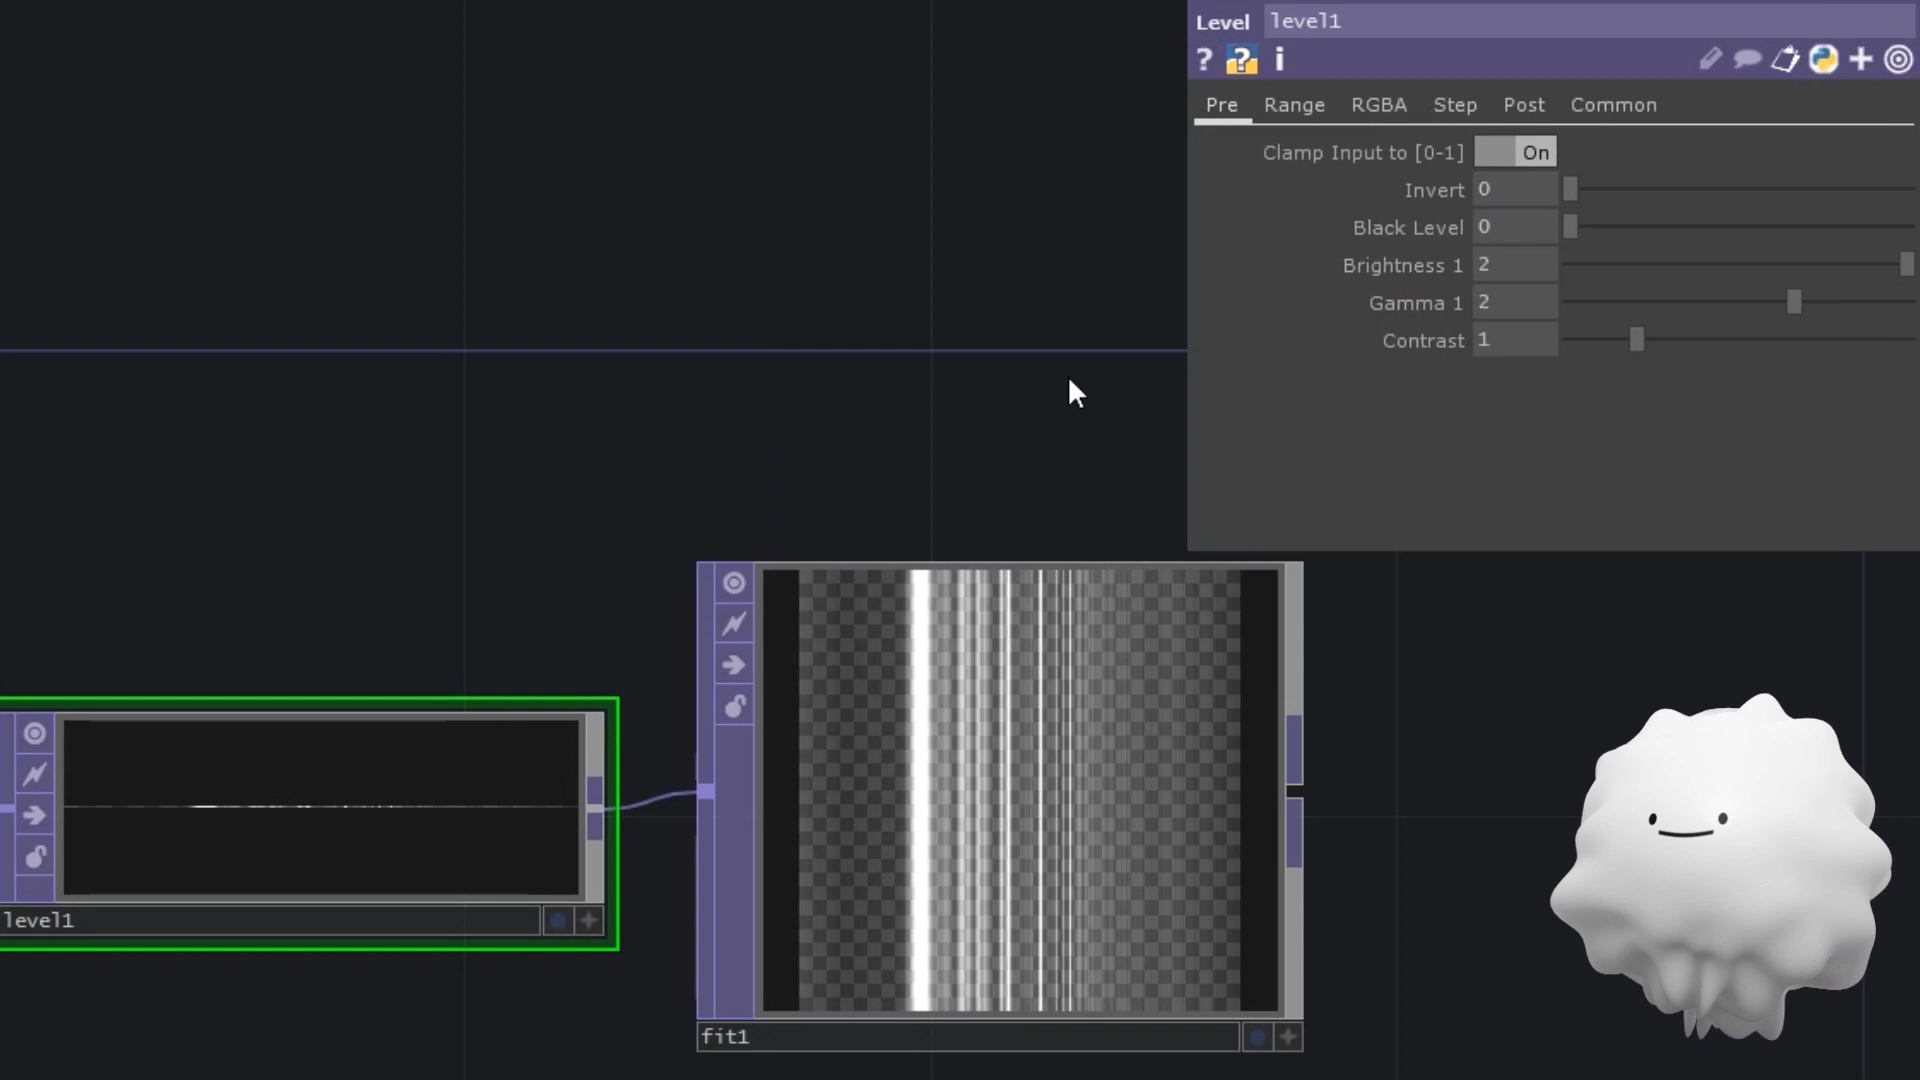 Level level1
? ? i
Pre Range RGBA Step Post Common
Clamp Input to [0-1] On
Invert 0
Black Level 0
Brightness 1 2
Gamma 1 2
Contrast 1
level1
fit1